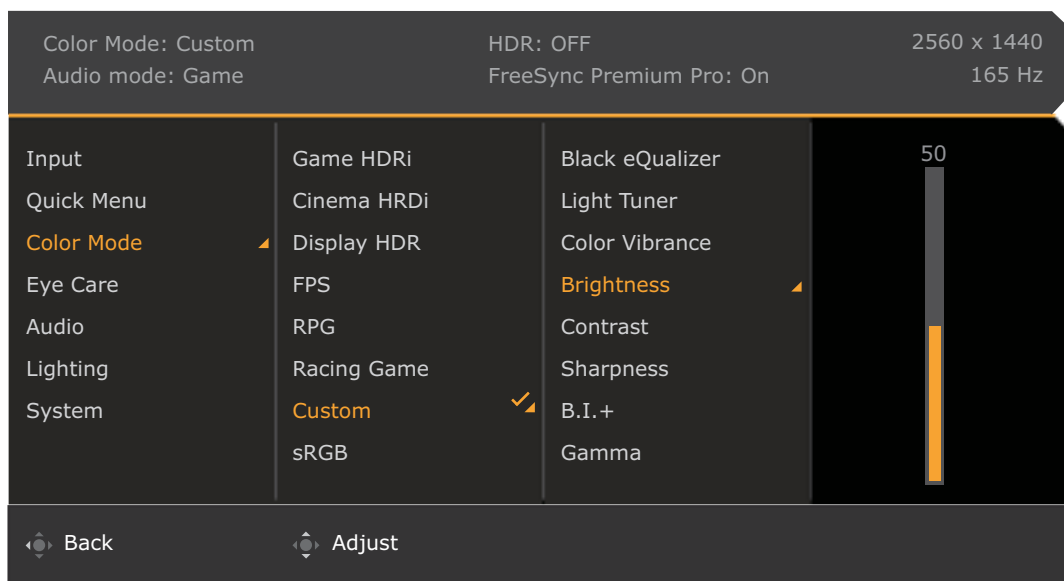 Color Mode: Custom
Audio mode: Game
HDR: OFF
FreeSync Premium Pro: On
2560 x 1440
165 Hz
Input
Quick Menu
Color Mode
Eye Care
Audio
Lighting
System
Game HDRi
Cinema HRDi
Display HDR
FPS
RPG
Racing Game
Custom
sRGB
Black eQualizer
Light Tuner
Color Vibrance
Brightness
Contrast
Sharpness
B.I.+
Gamma
50
Back
Adjust